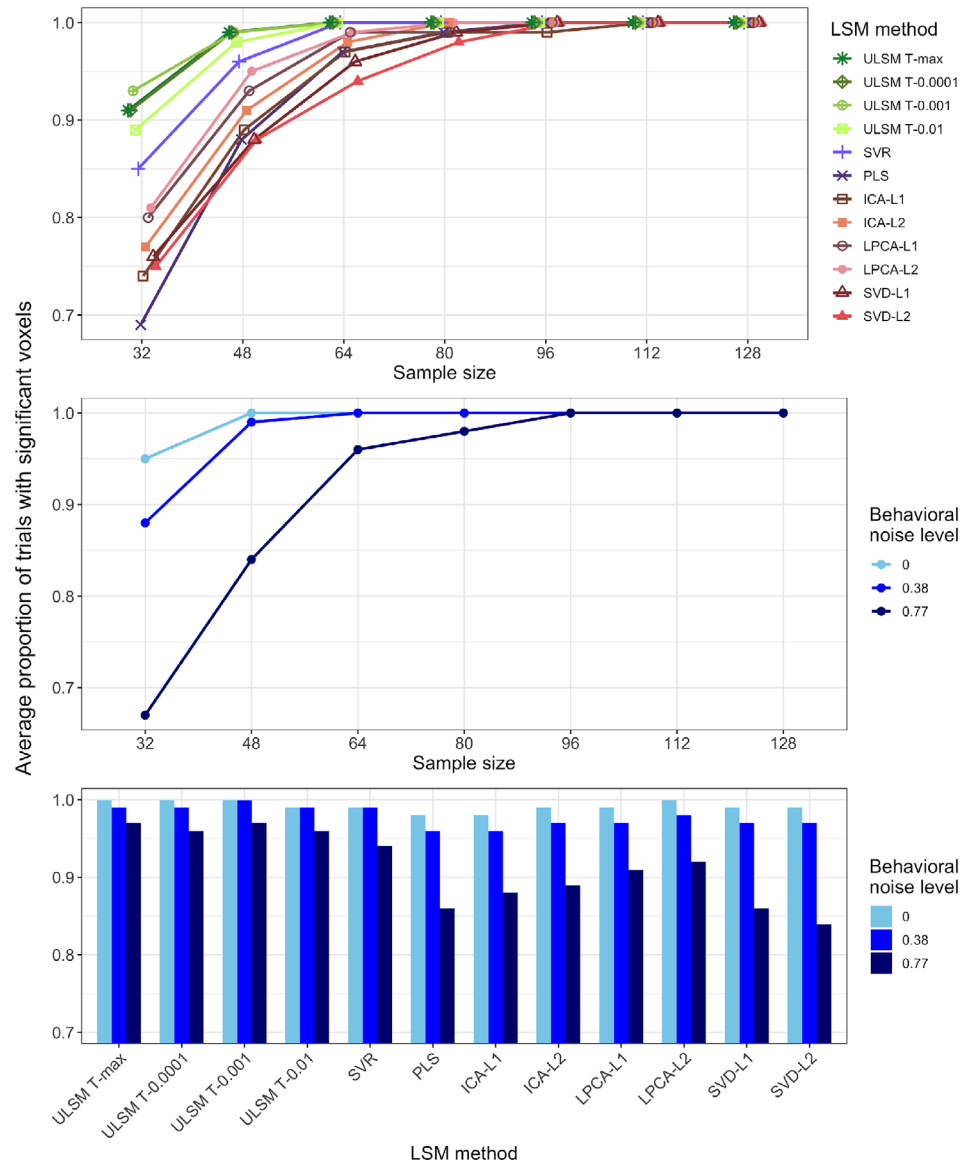 1.0
0.9
0.8
0.7
32
48
64
80
96
112
128
Sample size
LSM method
ULSM T-max
ULSM T-0.0001
ULSM T-0.001
ULSM T-0.01
SVR
PLS
ICA-L1
ICA-L2
LPCA-L1
LPCA-L2
SVD-L1
SVD-L2
Average proportion of trials with significant voxels
1.0
0.9
0.8
0.7
32
48
64
80
96
112
128
Sample size
Behavioral
noise level
0
0.38
0.77
1.0
0.9
0.8
0.7
ULSM T-max
ULSM T-0.0001
ULSM T-0.001
ULSM T-0.01
SVR
PLS
ICA-L1
ICA-L2
LPCA-L1
LPCA-L2
SVD-L1
SVD-L2
LSM method
Behavioral
noise level
0
0.38
0.77